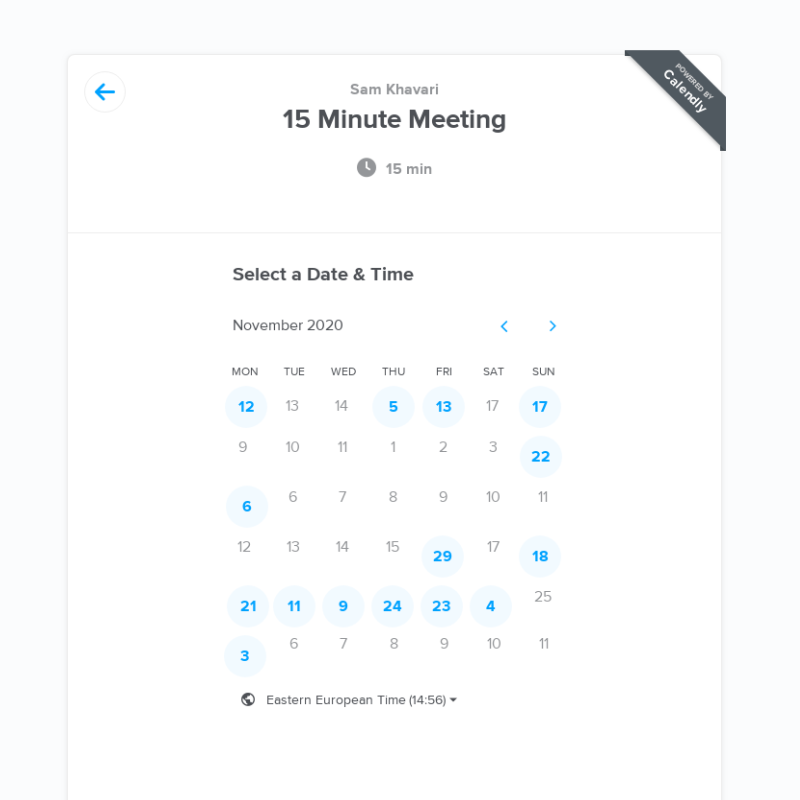 Sam Khavari
15 Minute Meeting
15 min
POWERED BY
Calendly
Select a Date & Time
November 2020
MON TUE WED THU FRI SAT SUN
12 13 14 5 13 17 17
9 10 11 1 2 3 22
6 6 7 8 9 10 11
12 13 14 15 29 17 18
21 11 9 24 23 4 25
3 6 7 8 9 10 11
Eastern European Time (14:56)